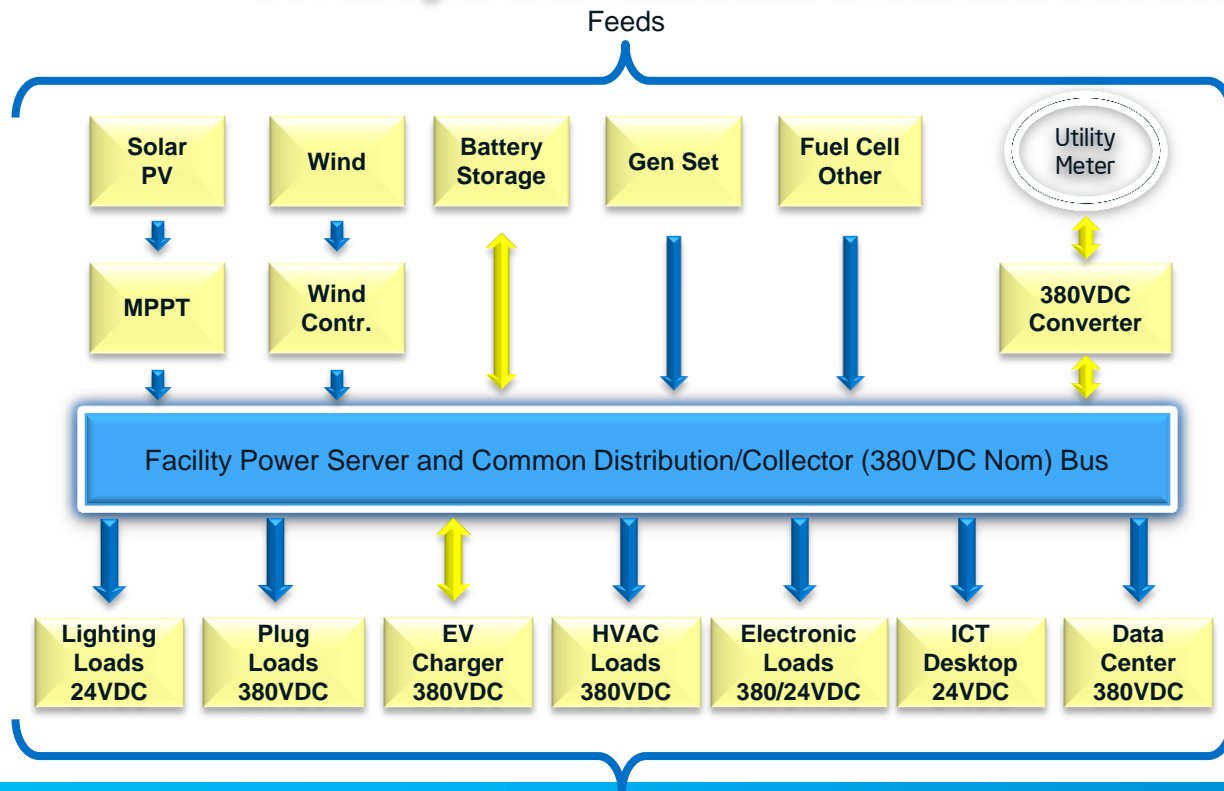 Feeds
Solar
PV
Wind
Battery
Storage
Gen Set
Fuel Cell
Other
Utility
Meter
MPPT
Wind
Contr.
380VDC
Converter
Facility Power Server and Common Distribution/Collector (380VDC Nom) Bus
Lighting
Loads
24VDC
Plug
Loads
380VDC
EV
Charger
380VDC
HVAC
Loads
380VDC
Electronic
Loads
380/24VDC
ICT
Desktop
24VDC
Data
Center
380VDC